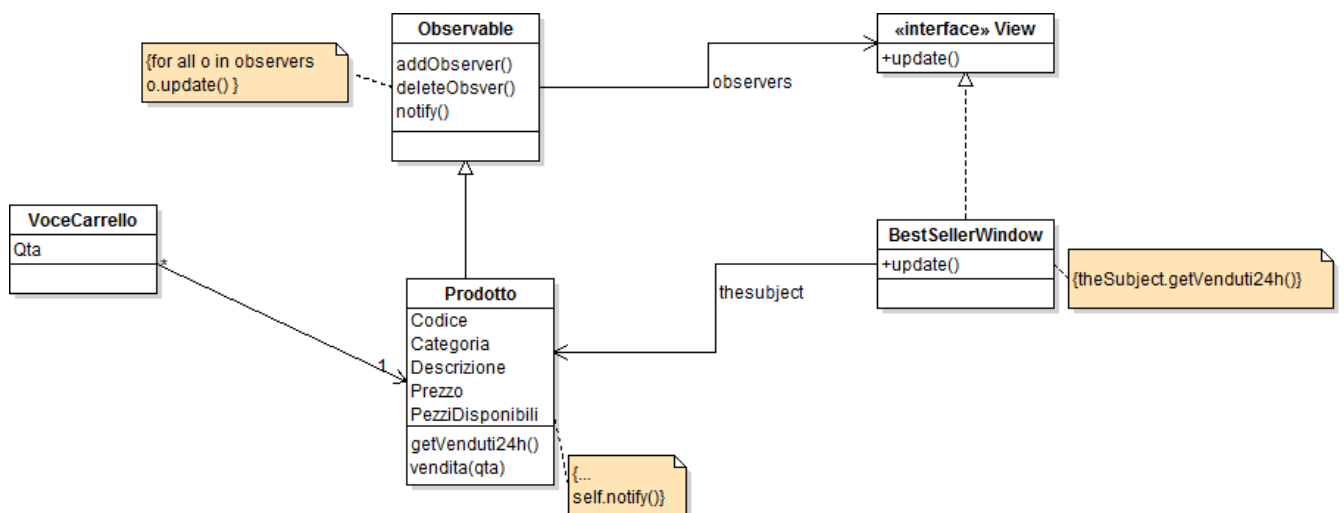 Observable
addObserver()
deleteObsver()
notify()
{for all o in observers
o.update() }
observers
«interface» View
+update()
VoceCarrello
Qta
*
1
Prodotto
Codice
Categoria
Descrizione
Prezzo
PezziDisponibili
getVenduti24h()
vendita(qta)
{...
self.notify()}
thesubject
BestSellerWindow
+update()
{theSubject.getVenduti24h()}